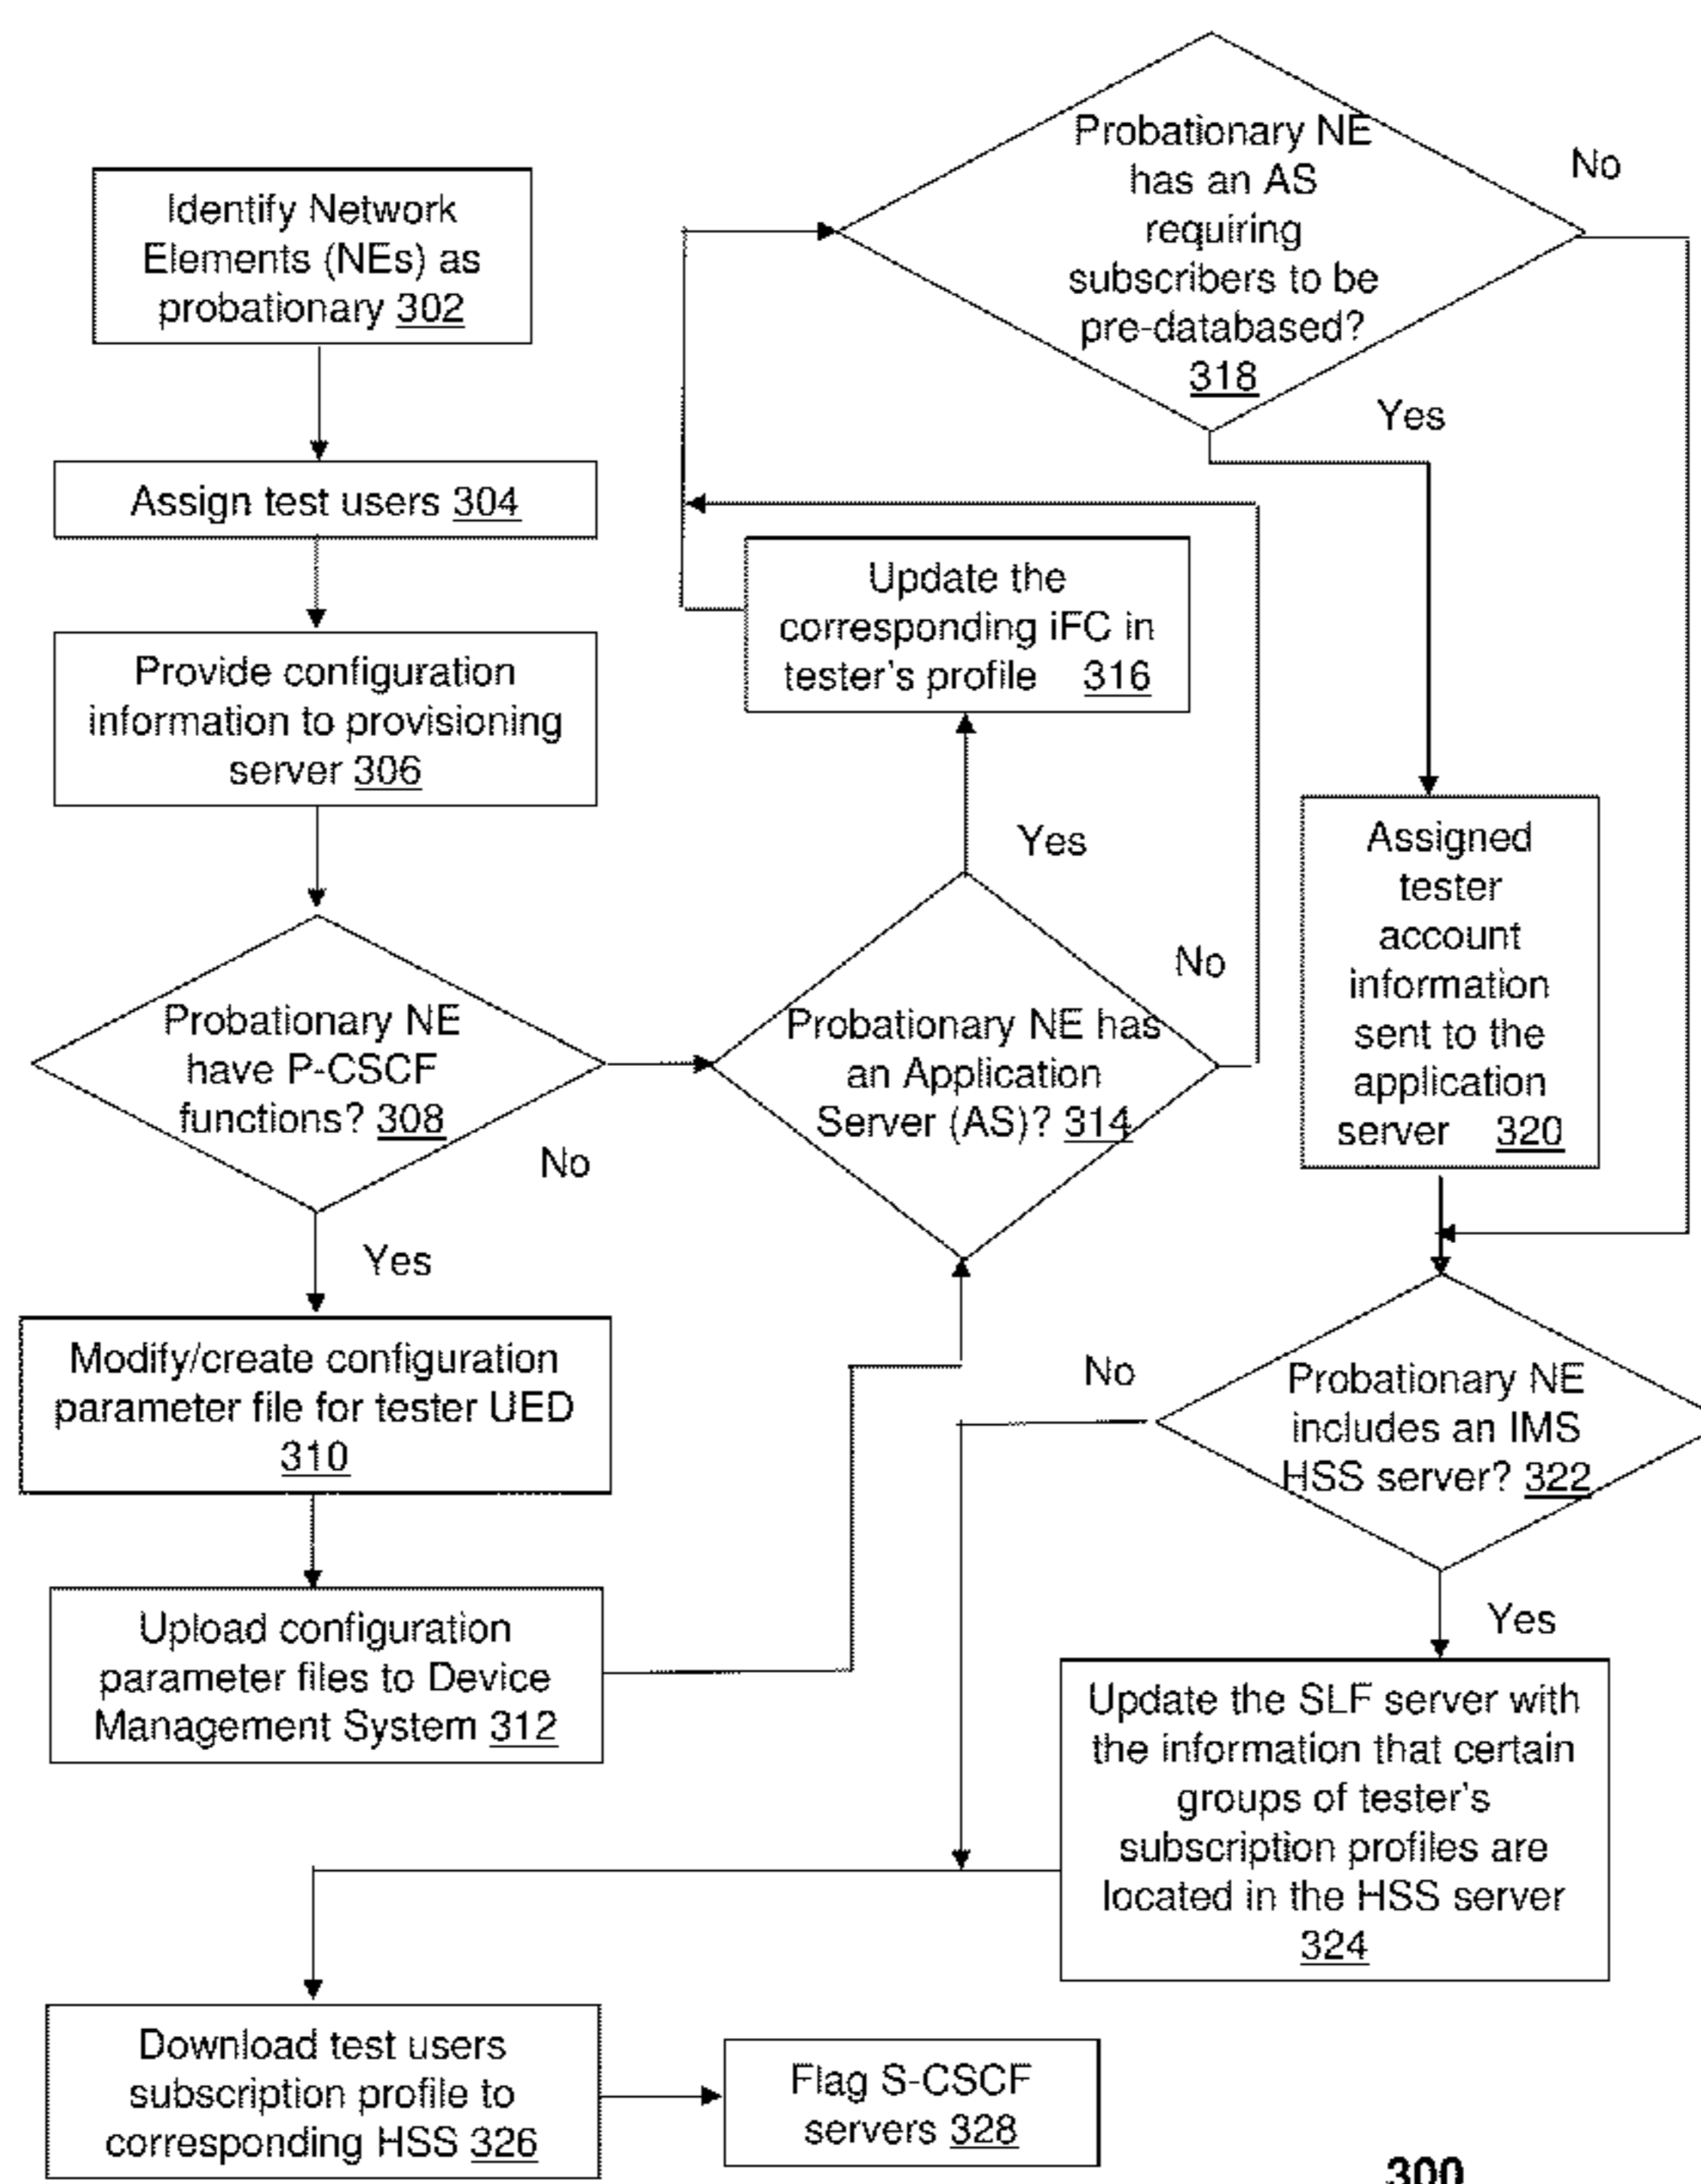 Identify Network
Elements (NEs) as
probationary 302
Assign test users 304
Provide configuration
information to provisioning
server 306
Probationary NE
have P-CSCF
functions? 308
No
Yes
Modify/create configuration
parameter file for tester UED
310
Upload configuration
parameter files to Device
Management System 312
Probationary NE has
an Application
Server (AS)? 314
Yes
No
Update the
corresponding iFC in
tester's profile 316
Probationary NE
has an AS
requiring
subscribers to be
pre-databased?
318
No
Yes
Assigned
tester
account
information
sent to the
application
server 320
Probationary NE
includes an IMS
HSS server? 322
No
Yes
Update the SLF server with
the information that certain
groups of tester's
subscription profiles are
located in the HSS server
324
Download test users
subscription profile to
corresponding HSS 326
Flag S-CSCF
servers 328
300